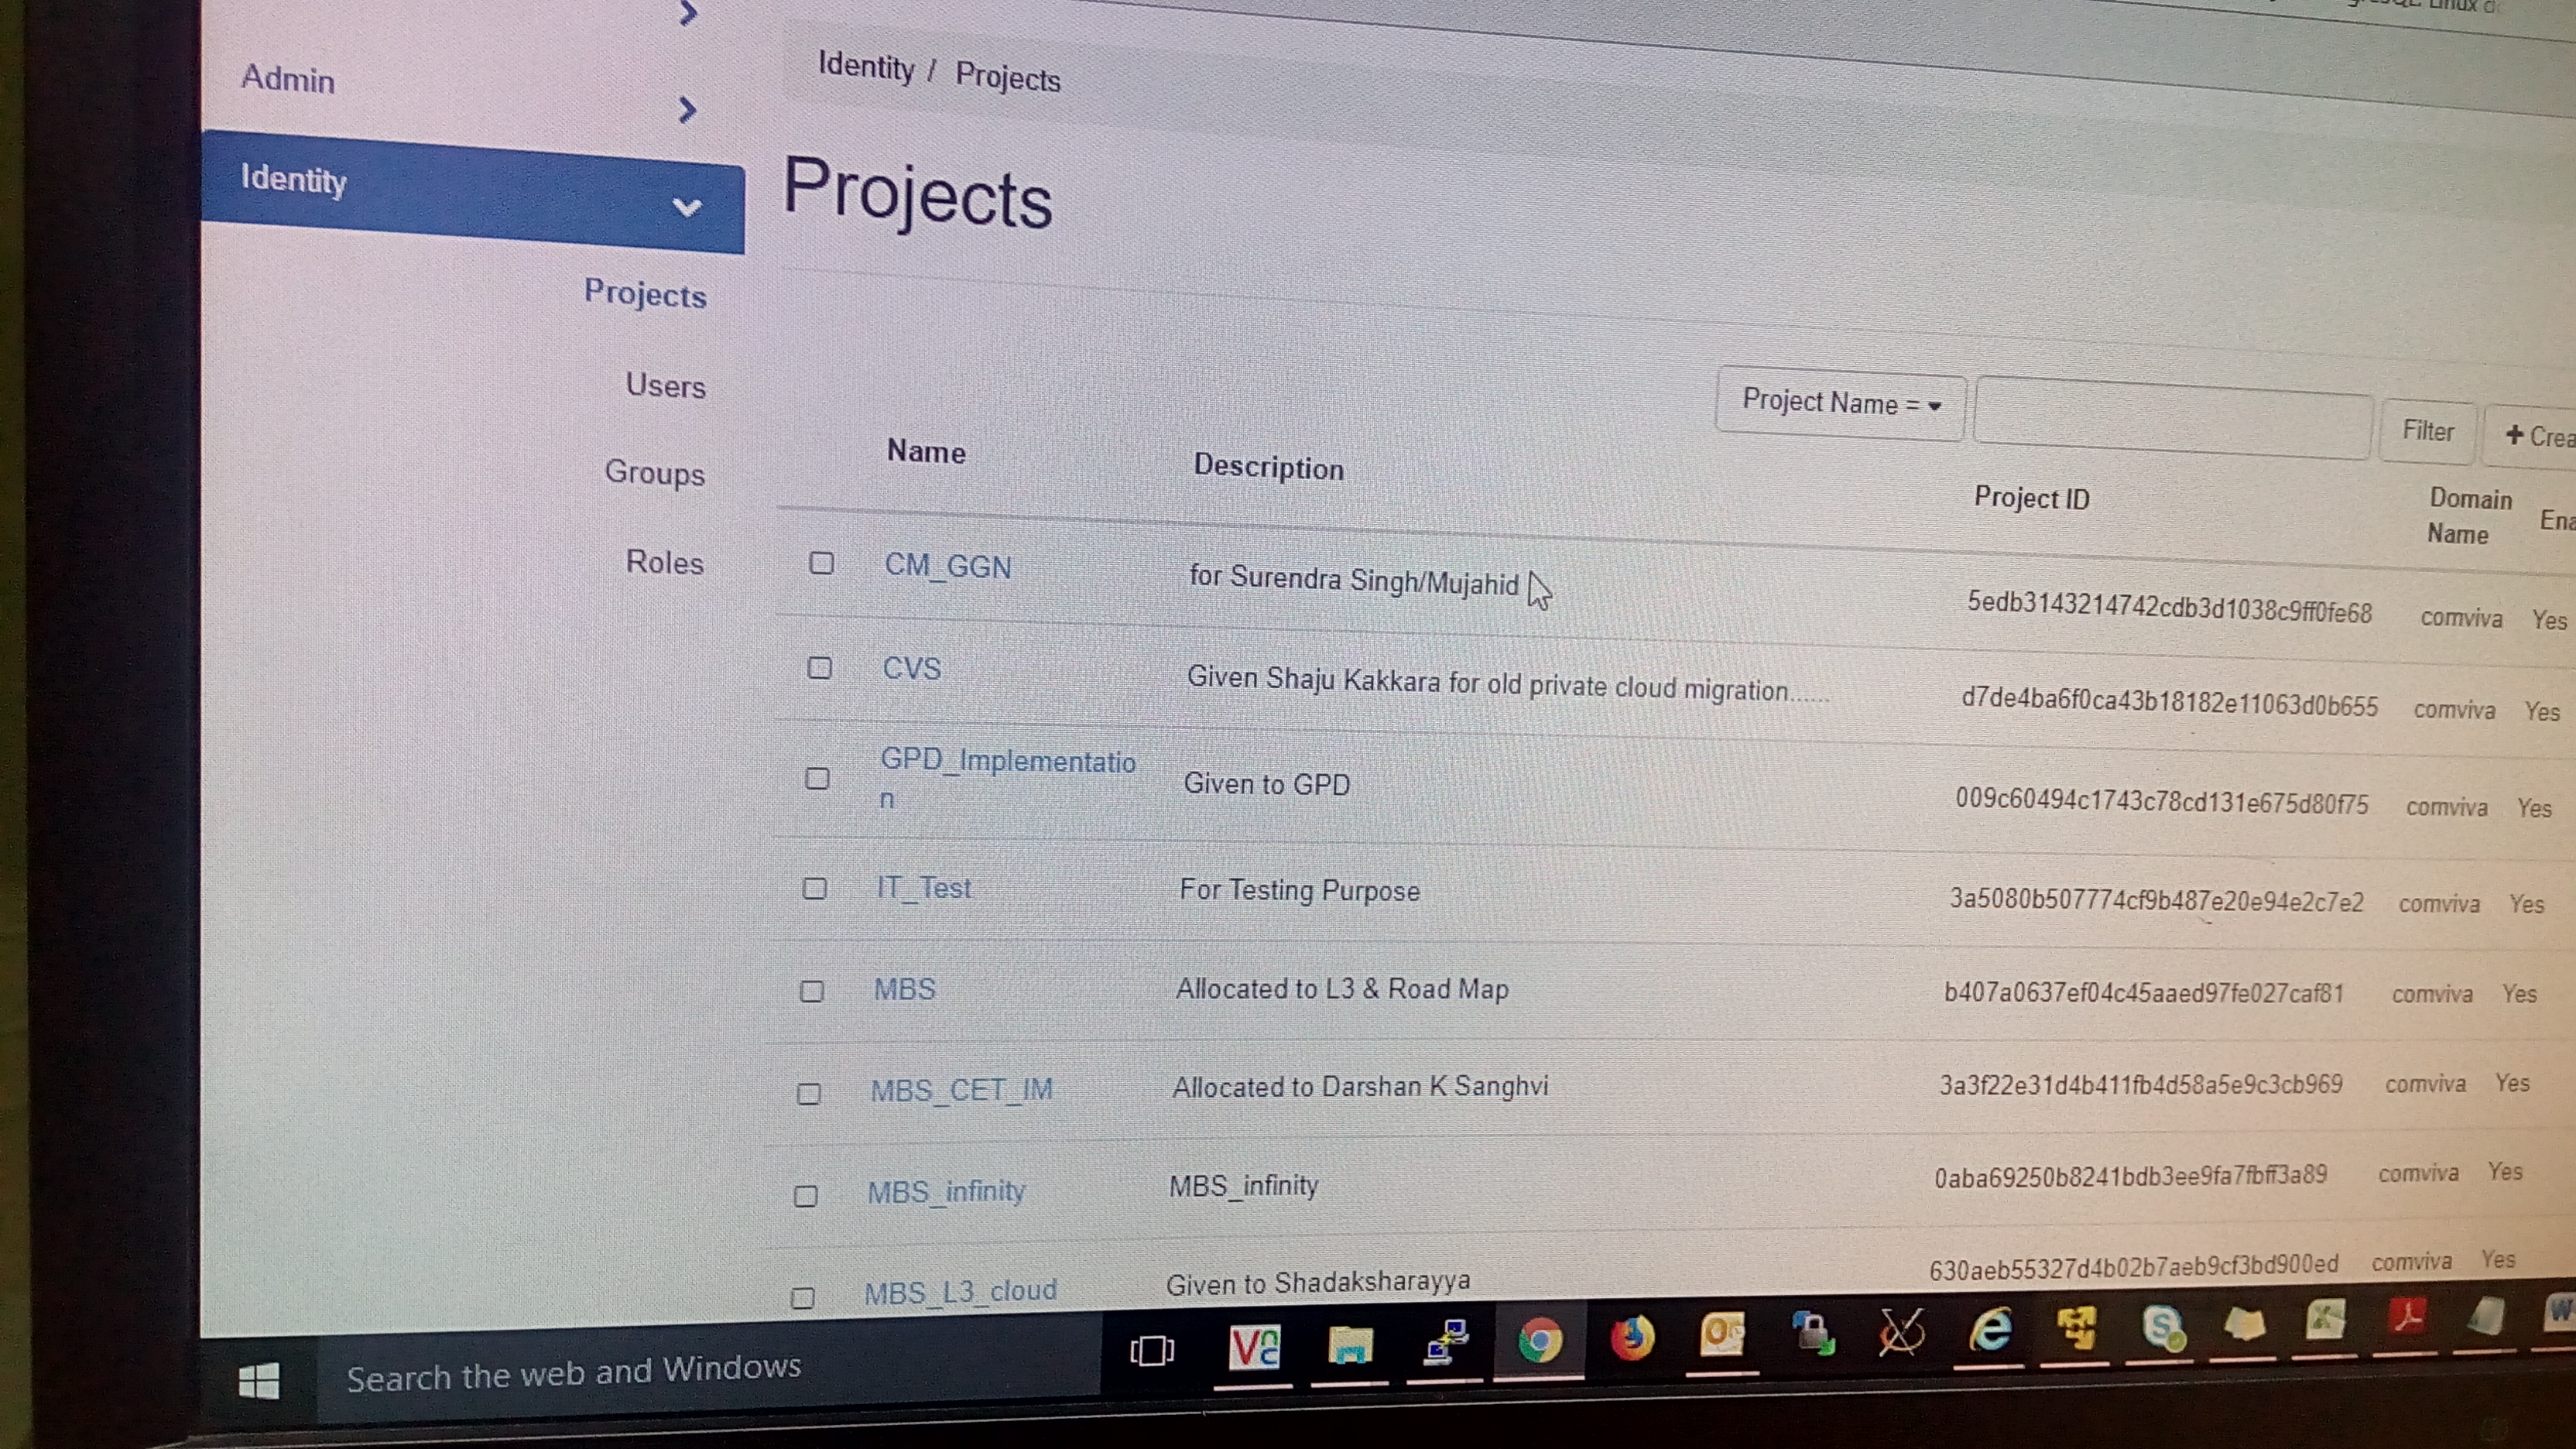 Linux
Admin
Identity / Projects
Identity
Projects
Projects
Users
Groups
Roles
Project Name =
Filter
+ Crea
Name
Description
Project ID
Domain Name
Ena
CM_GGN for Surendra Singh/Mujahid 5edb3143214742cdb3d1038c9ff0fe68 comviva Yes
CVS Given Shaju Kakkara for old private cloud migration...... d7de4ba6f0ca43b18182e11063d0b655 comviva Yes
GPD_Implementatio
n
Given to GPD 009c60494c1743c78cd131e675d80f75 comviva Yes
IT_Test For Testing Purpose 3a5080b507774cf9b487e20e94e2c7e2 comviva Yes
MBS Allocated to L3 & Road Map b407a0637ef04c45aaed97fe027caf81 comviva Yes
MBS_CET_IM Allocated to Darshan K Sanghvi 3a3f22e31d4b411fb4d58a5e9c3cb969 comviva Yes
MBS_infinity MBS_infinity 0aba69250b8241bdb3ee9fa7fbff3a89 comviva Yes
MBS_L3_cloud Given to Shadaksharayya 630aeb55327d4b02b7aeb9cf3bd900ed comviva Yes
Search the web and Windows